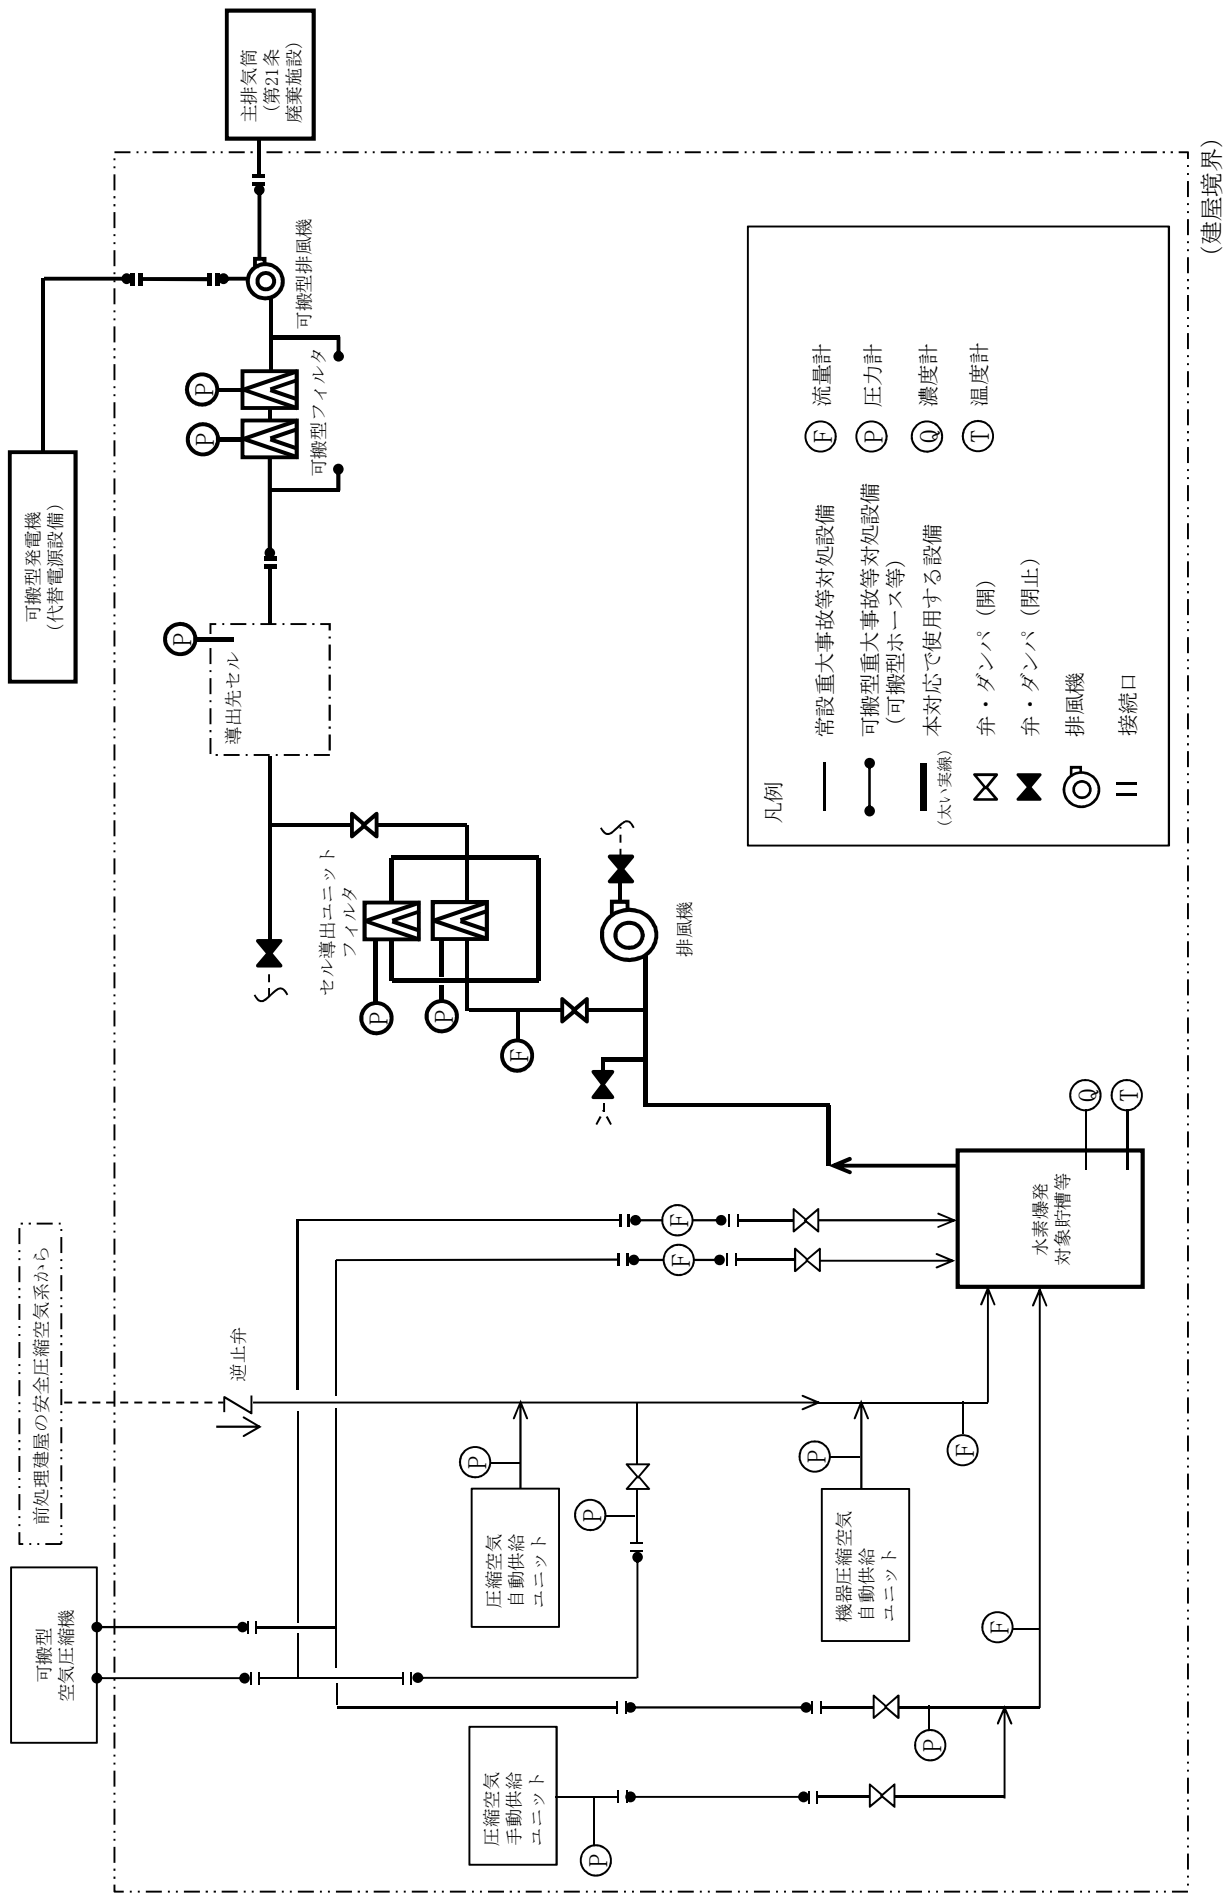 主排気筒
(第21条
廃棄施設)
可搬型発電機
(代替電源設備)
可搬型排風機
可搬型フィルタ
P
P
P
導出先セル
セル導出ユニット
フィルタ
P
P
F
排風機
(建屋境界)
凡例
常設重大事故等対処設備
可搬型重大事故等対処設備
(可搬型ホース等)
本対応で使用する設備
(太い実線)
弁・ダンパ (開)
弁・ダンパ (閉止)
排風機
接続口
F 流量計
P 圧力計
Q 濃度計
T 温度計
前処理建屋の安全圧縮空気系から
逆止弁
可搬型
空気圧縮機
圧縮空気
自動供給
ユニット
P
P
機器圧縮空気
自動供給
ユニット
P
F
F
圧縮空気
手動供給
ユニット
P
P
F
F
水素爆発
対象貯槽等
Q
T